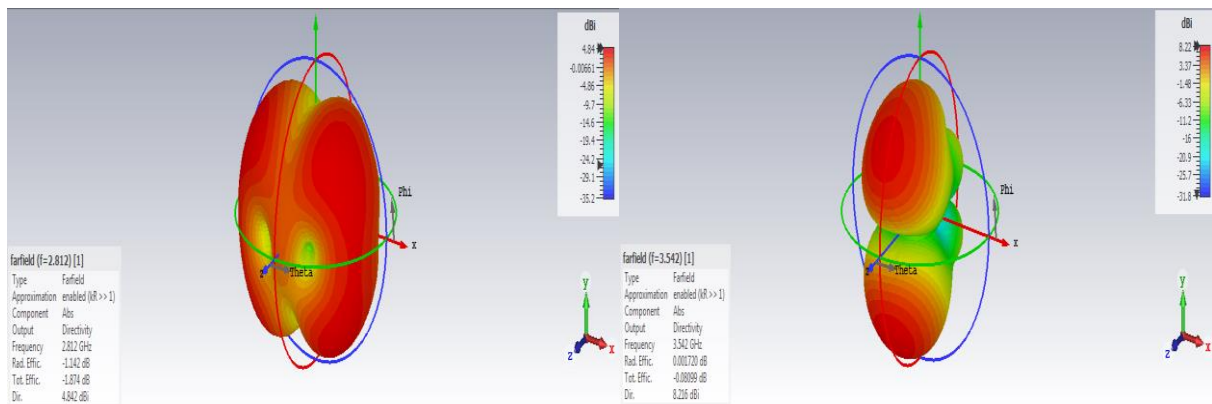 dBi
4.84
-0.00661
-4.86
-9.7
-14.6
-19.4
-24.2
-29.1
-35.2
y
Phi
x
z
Theta
farfield (f=2.812) [1]
Type Farfield
Approximation enabled (kR >> 1)
Component Abs
Output Directivity
Frequency 2.812 GHz
Rad. Effic. -1.142 dB
Tot. Effic. -1.874 dB
Dir. 4.842 dBi
y
z
x
dBi
8.22
3.37
-1.48
-6.33
-11.2
-16
-20.9
-25.7
-31.8
Phi
x
z
Theta
farfield (f=3.542) [1]
Type Farfield
Approximation enabled (kR >> 1)
Component Abs
Output Directivity
Frequency 3.542 GHz
Rad. Effic. 0.001720 dB
Tot. Effic. -0.08099 dB
Dir. 8.216 dBi
y
z
x